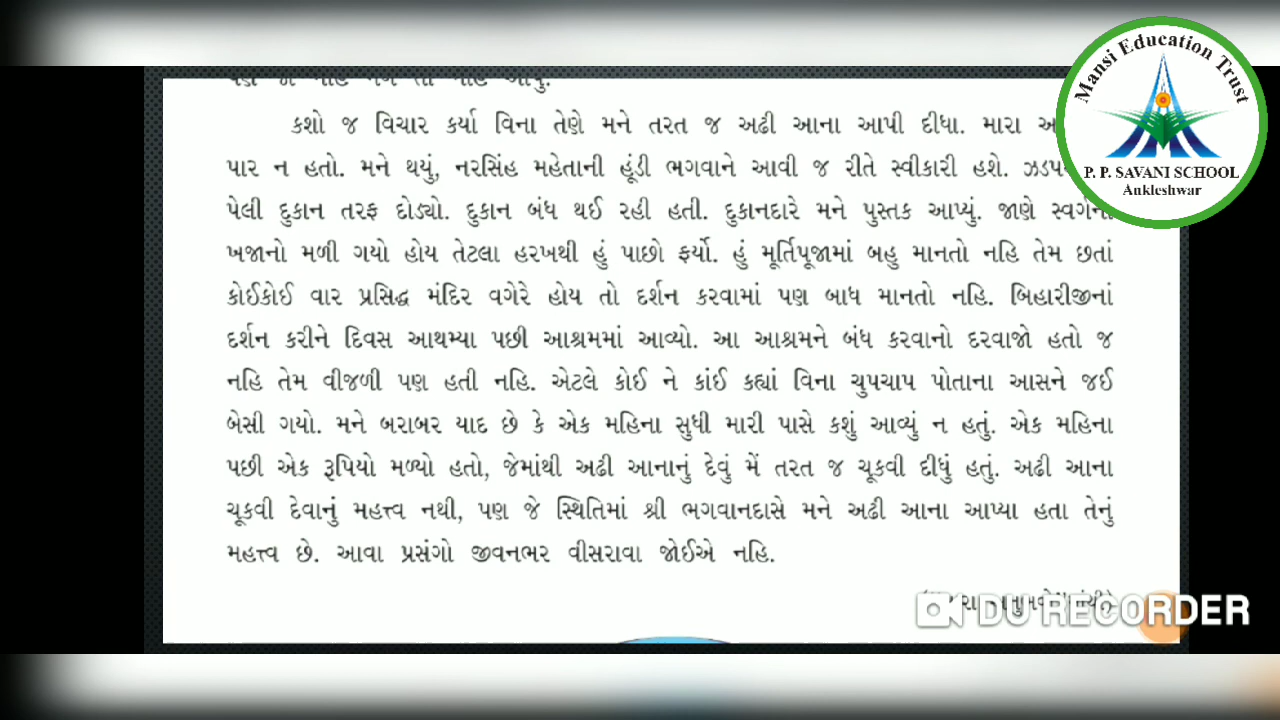 કશો જ વિચાર કર્યા વિના તેણે મને તરત જ અઢી આના આપી દીધા. મારા
પાર ન હતો. મને થયું, નરસિંહ મહેતાની હૂંડી ભગવાને આવી જ રીતે સ્વીકારી હશે.
પેલી દુકાન તરફ દોડ્યો. દુકાન બંધ થઈ રહી હતી. દુકાનદારે મને પુસ્તક આપ્યું. જાણે સ્વર્ગનો
ખજાનો મળી ગયો હોય તેટલા હરખથી હું પાછો ફર્યો. હું મૂર્તિપૂજામાં બહુ માનતો નહિ તેમ છતાં
કોઈકોઈ વાર પ્રસિદ્ધ મંદિર વગેરે હોય તો દર્શન કરવામાં પણ બાધ માનતો નહિ. બિહારીજીનાં
દર્શન કરીને દિવસ આથમ્યા પછી આશ્રમમાં આવ્યો. આ આશ્રમને બંધ કરવાનો દરવાજો હતો જ
નહિ તેમ વીજળી પણ હતી નહિ. એટલે કોઈ ને કાંઈ કહ્યાં વિના ચુપચાપ પોતાના આસને જઈ
બેસી ગયો. મને બરાબર યાદ છે કે એક મહિના સુધી મારી પાસે કશું આવ્યું ન હતું. એક મહિના
પછી એક રૂપિયો મળ્યો હતો, જેમાંથી અઢી આનાનું દેવું મેં તરત જ ચૂકવી દીધું હતું. અઢી આના
ચૂકવી દેવાનું મહત્ત્વ નથી, પણ જે સ્થિતિમાં શ્રી ભગવાનદાસે મને અઢી આના આપ્યા હતા તેનું
મહત્ત્વ છે. આવા પ્રસંગો જીવનભર વીસરાવા જોઈએ નહિ.
Mansi Education Trust
P. P. SAVANI SCHOOL
Ankleshwar
DU RECORDER